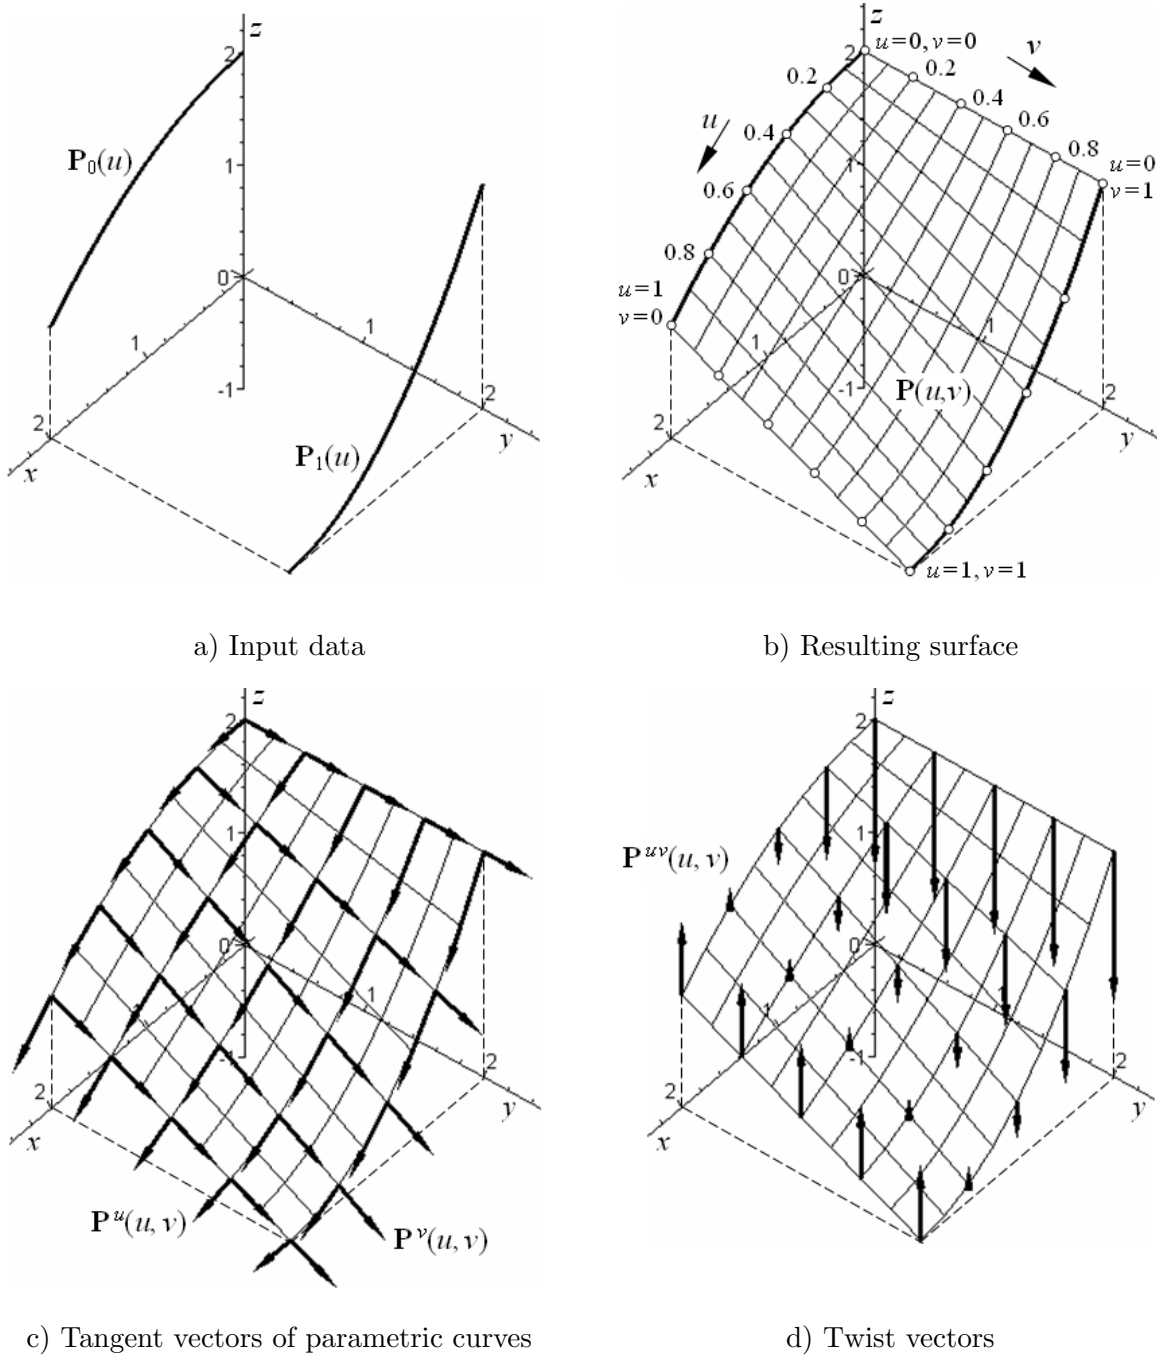 z
2
P₀(u)
1
0
1
1
-1
2
2
y
P₁(u)
x
z
2
u=0, v=0
v
0.2
0.2
0.4
u
0.6
0.4
0.8
1
u=0
v=1
0.6
0.8
0
u=1
v=0
1
1
-1
P(u,v)
2
2
y
x
u=1, v=1
a) Input data
b) Resulting surface
z
2
1
0
1
1
-1
2
2
y
x
Pᵘ(u, v)
Pᵛ(u, v)
z
2
1
Pᵘᵛ(u, v)
0
1
1
-1
2
2
y
x
c) Tangent vectors of parametric curves
d) Twist vectors